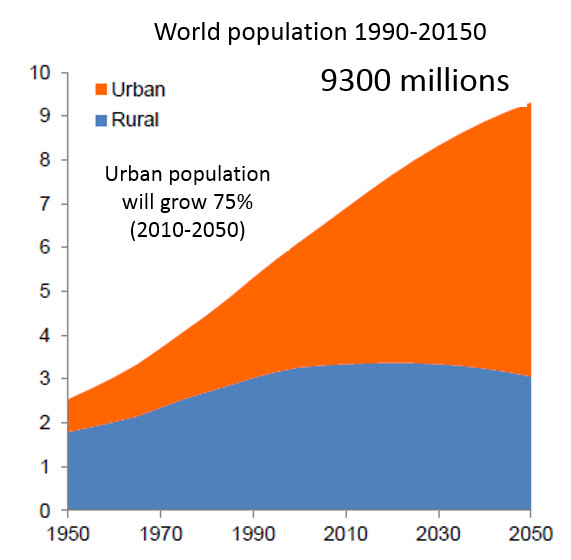 World population 1990-20150
9300 millions
Urban
Rural
Urban population
will grow 75%
(2010-2050)
10
9
8
7
6
5
4
3
2
1
0
1950 1970 1990 2010 2030 2050